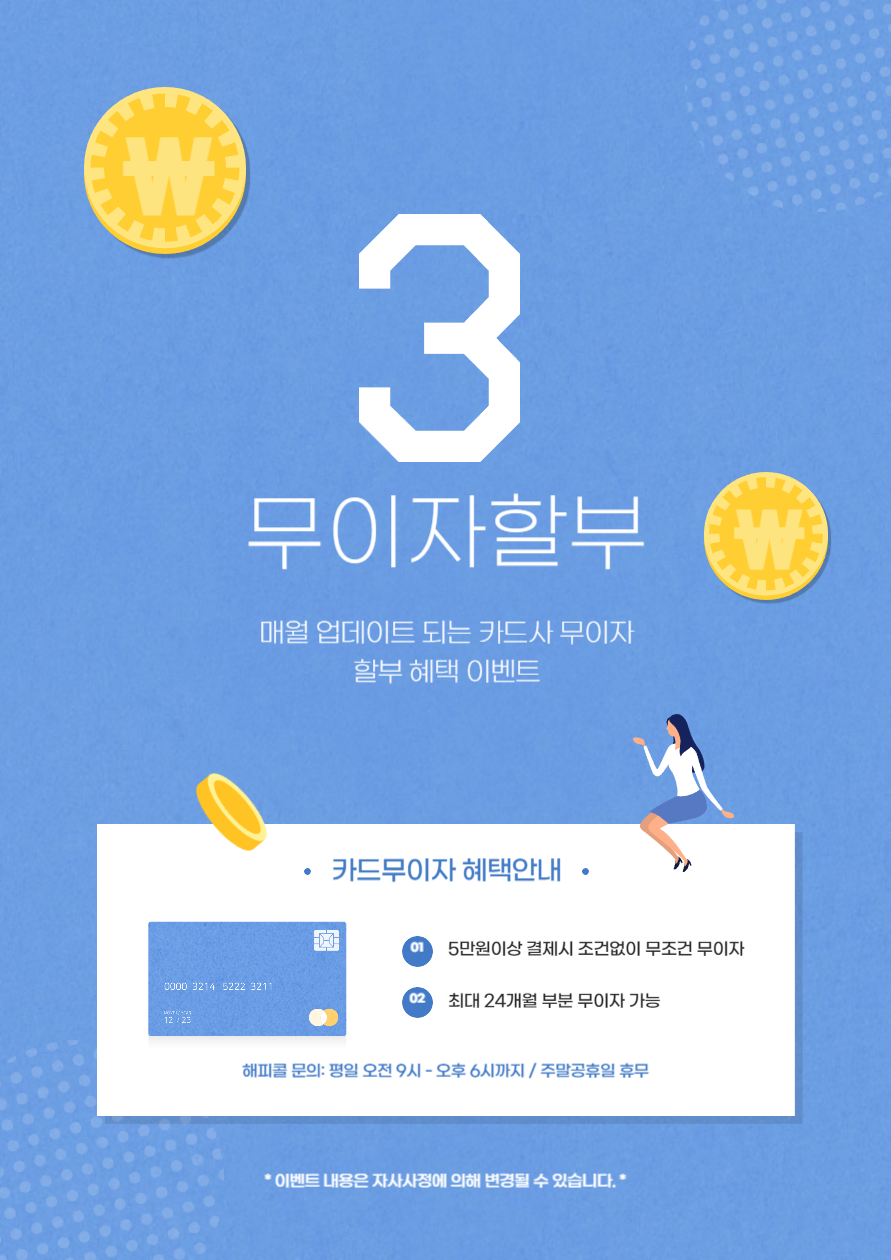 ₩
3
무이자할부
₩
매월 업데이트 되는 카드사 무이자
할부 혜택 이벤트
• 카드무이자 혜택안내 •
01 5만원이상 결제시 조건없이 무조건 무이자
0000 3214 5222 3211
02 최대 24개월 부분 무이자 가능
12 / 23
해피콜 문의: 평일 오전 9시 - 오후 6시까지 / 주말공휴일 휴무
* 이벤트 내용은 자사사정에 의해 변경될 수 있습니다. *